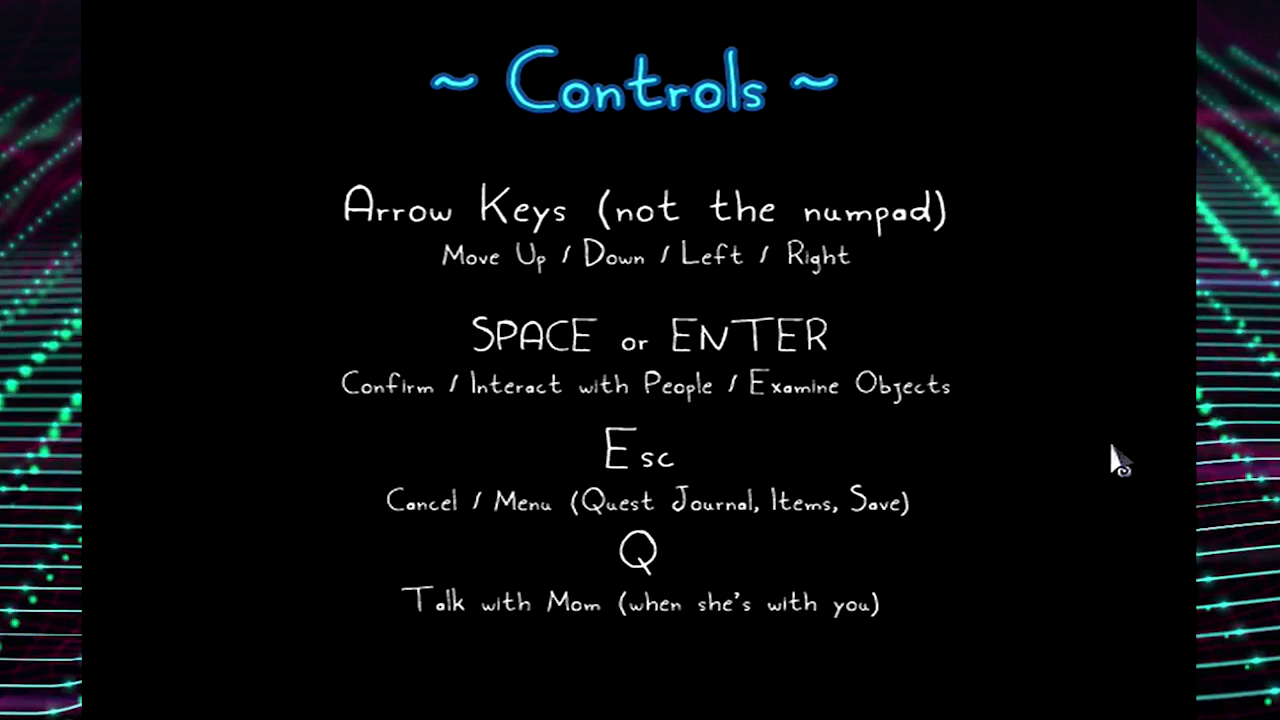 ~ Controls ~
Arrow Keys (not the numpad)
Move Up / Down / Left / Right
SPACE or ENTER
Confirm / Interact with People / Examine Objects
Esc
Cancel / Menu (Quest Journal, Items, Save)
Q
Talk with Mom (when she's with you)